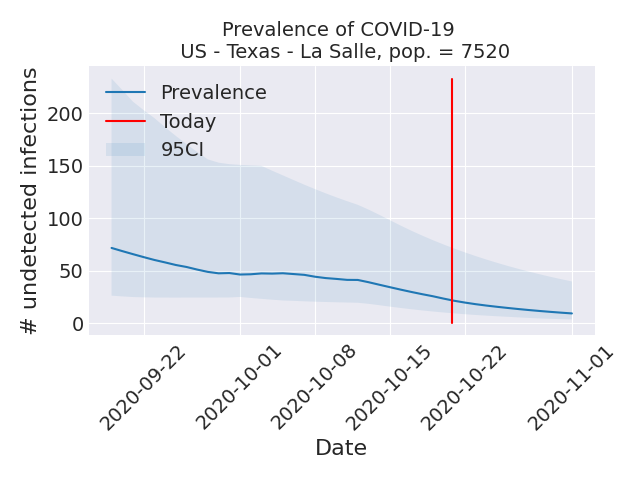 Prevalence of COVID-19
US - Texas - La Salle, pop. = 7520
# undetected infections
200
150
100
50
0
Prevalence
Today
95CI
2020-09-22
2020-10-01
2020-10-08
2020-10-15
2020-10-22
2020-11-01
Date